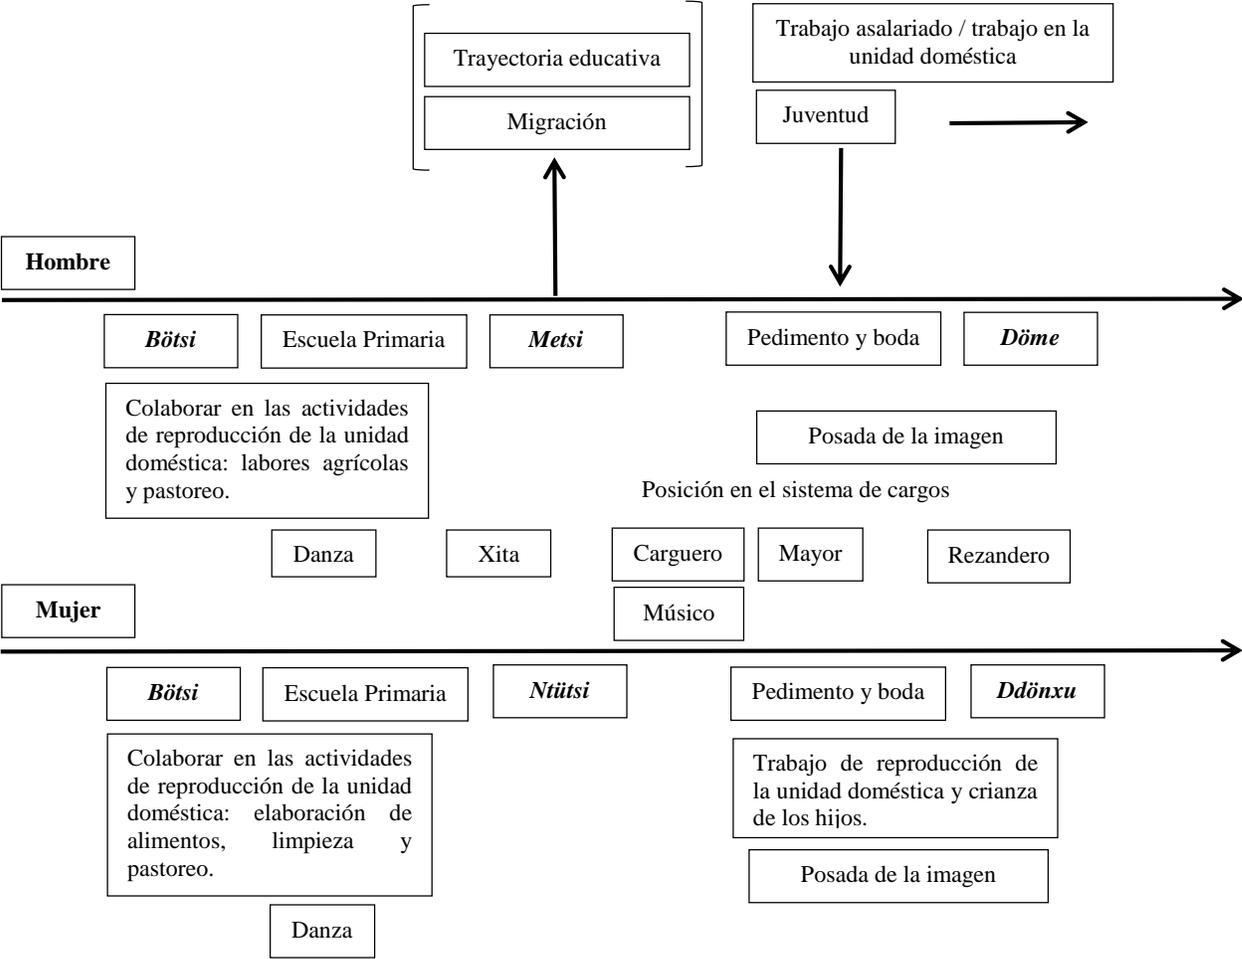 Trayectoria educativa
Migración
Trabajo asalariado / trabajo en la
unidad doméstica
Juventud
Hombre
Bötsi
Escuela Primaria
Metsi
Pedimento y boda
Döme
Colaborar en las actividades
de reproducción de la unidad
doméstica: labores agrícolas
y pastoreo.
Posada de la imagen
Posición en el sistema de cargos
Danza
Xita
Carguero
Mayor
Rezandero
Músico
Mujer
Bötsi
Escuela Primaria
Ntütsi
Pedimento y boda
Ddönxu
Colaborar en las actividades
de reproducción de la unidad
doméstica: elaboración de
alimentos, limpieza y
pastoreo.
Trabajo de reproducción de
la unidad doméstica y crianza
de los hijos.
Posada de la imagen
Danza